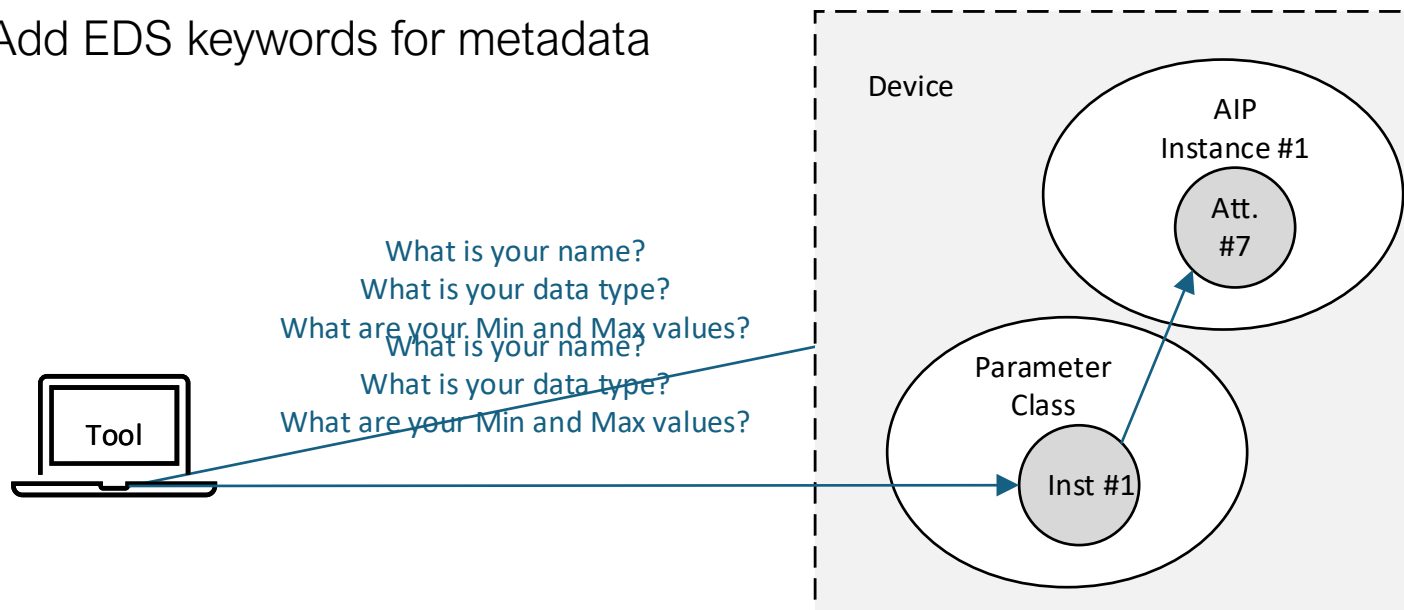 Add EDS keywords for metadata
Device
AIP
Instance #1
Att.
#7
What is your name?
What is your data type?
What are your Min and Max values?
What is your name?
What is your data type?
What are your Min and Max values?
Parameter
Class
Inst #1
Tool